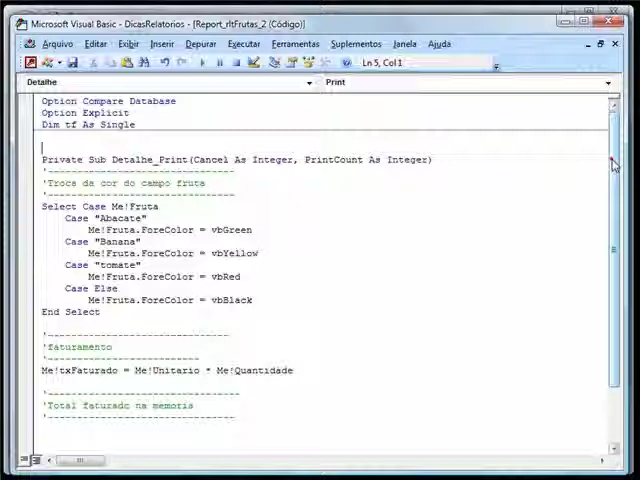 Microsoft Visual Basic - DicasRelatorios - [Report_rltFrutas_2 (Código)]
Arquivo Editar Exibir Inserir Depurar Executar Ferramentas Suplementos Janela Ajuda
Ln 5, Col 1
Detalhe Print
Option Compare Database
Option Explicit
Dim tf As Single
Private Sub Detalhe_Print(Cancel As Integer, PrintCount As Integer)
'-----------------------------
'Troca da cor do campo fruta
'-----------------------------
Select Case Me!Fruta
Case "Abacate"
Me!Fruta.ForeColor = vbGreen
Case "Banana"
Me!Fruta.ForeColor = vbYellow
Case "tomate"
Me!Fruta.ForeColor = vbRed
Case Else
Me!Fruta.ForeColor = vbBlack
End Select
'----------------------------
'faturamento
'-----------------------
Me!txFaturado = Me!Unitario * Me!Quantidade
'------------------------------
'Total faturado na memoria
'-----------------------------